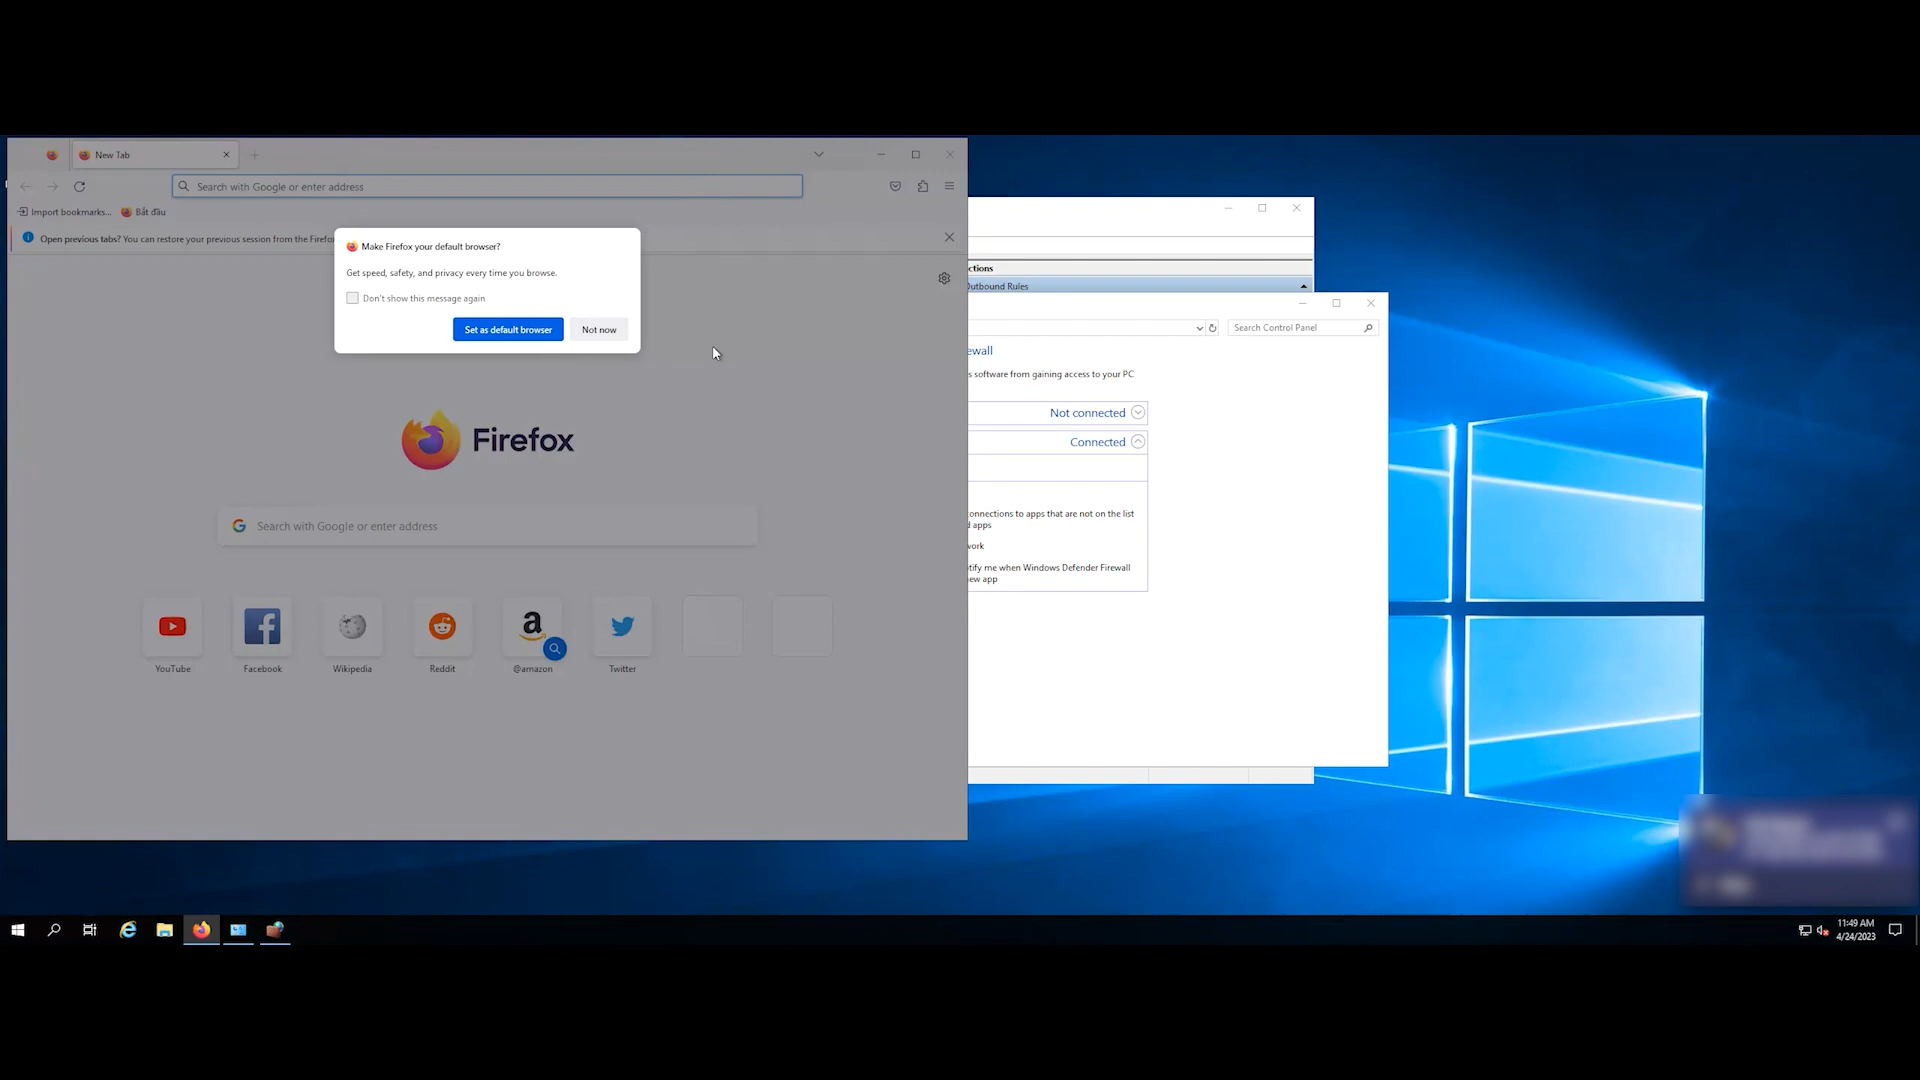 New Tab
Search with Google or enter address
Import bookmarks...
Bắt đầu
Open previous tabs? You can restore your previous session from the Firefo
Make Firefox your default browser?
Get speed, safety, and privacy every time you browse.
Don't show this message again
Set as default browser
Not now
Firefox
Search with Google or enter address
YouTube
Facebook
Wikipedia
Reddit
@amazon
Twitter
ctions
Outbound Rules
Search Control Panel
ewall
s software from gaining access to your PC
Not connected
Connected
onnections to apps that are not on the list
d apps
work
tify me when Windows Defender Firewall
ew app
11:49 AM
4/24/2023